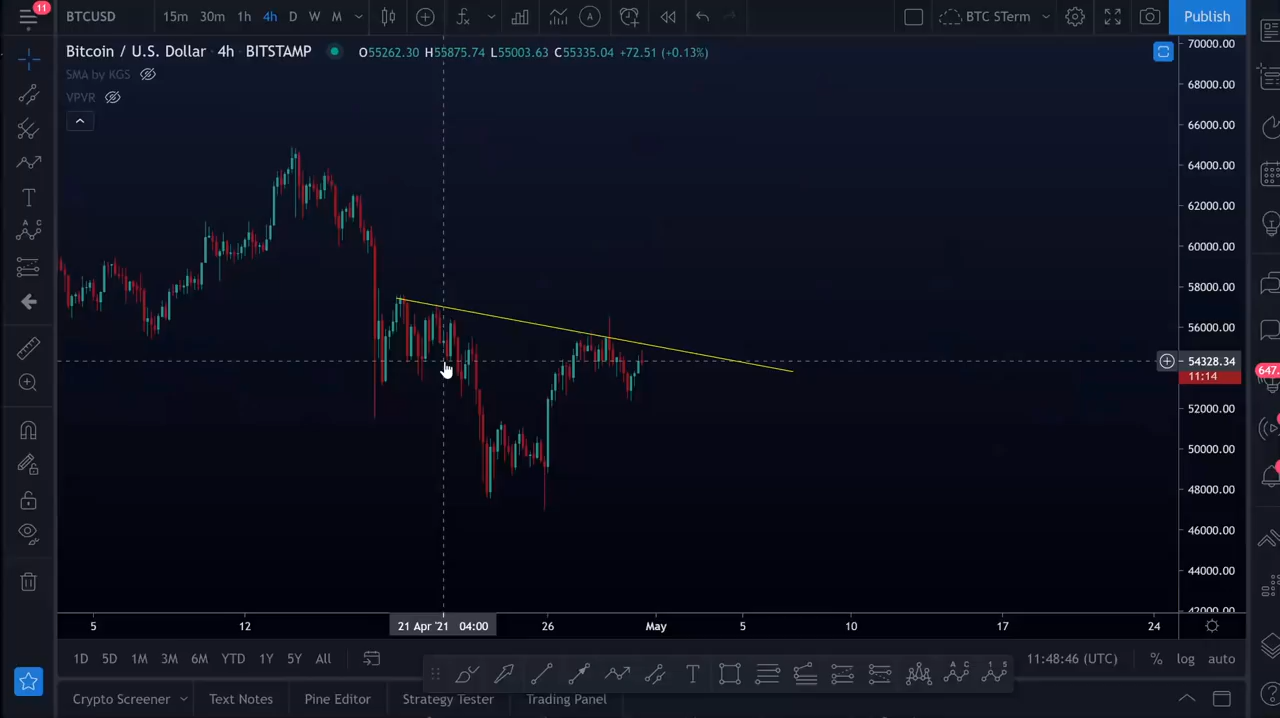 11
BTCUSD 15m 30m 1h 4h D W M BTC STerm Publish
Bitcoin / U.S. Dollar · 4h · BITSTAMP O55262.30 H55875.74 L55003.63 C55335.04 +72.51 (+0.13%)
SMA by KGS
VPVR
70000.00
68000.00
66000.00
64000.00
62000.00
60000.00
58000.00
56000.00
54328.34
11:14
52000.00
50000.00
48000.00
46000.00
44000.00
42000.00
647.
5 12 21 Apr '21 04:00 26 May 5 10 17 24
1D 5D 1M 3M 6M YTD 1Y 5Y All 11:48:46 (UTC) % log auto
Crypto Screener Text Notes Pine Editor Strategy Tester Trading Panel